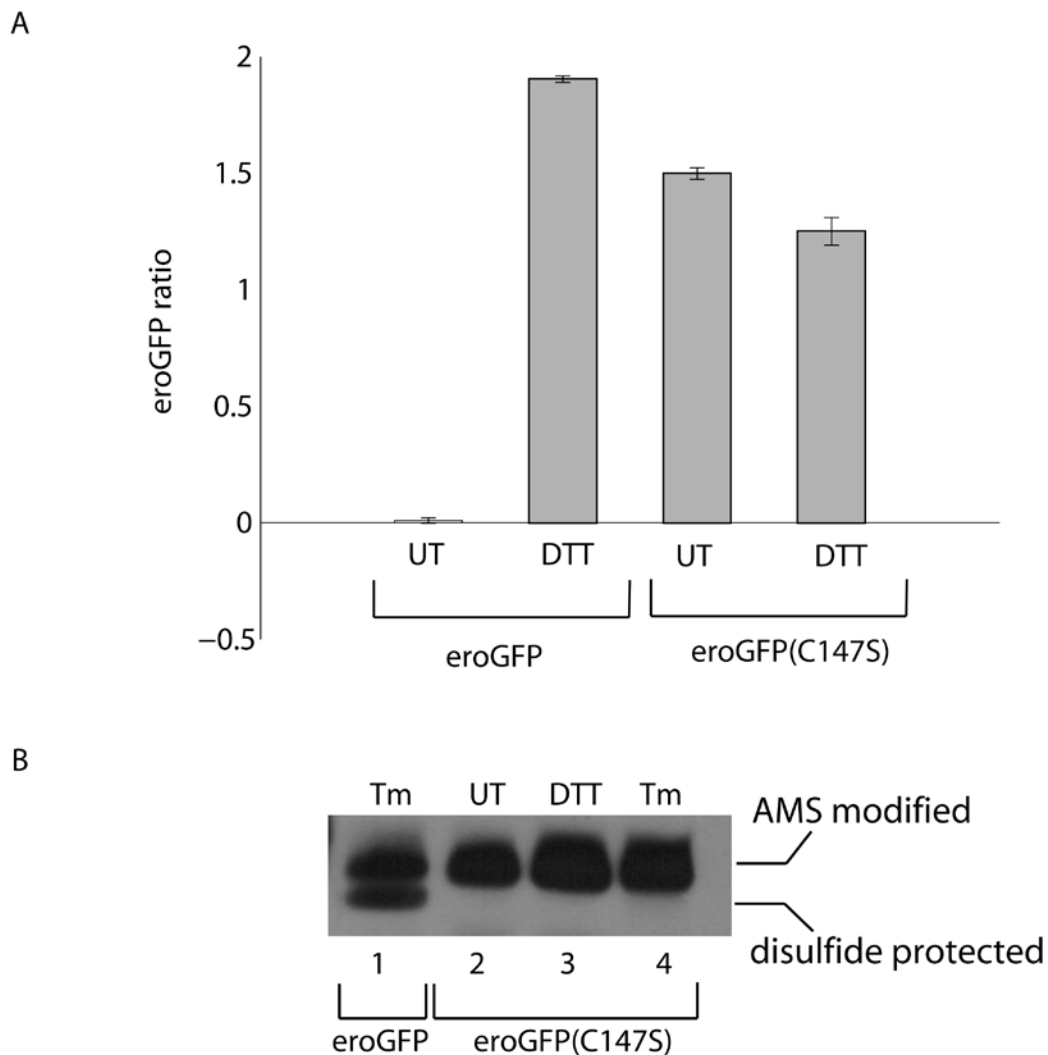 A
2
1.5
1
0.5
0
−0.5
eroGFP ratio
UT DTT UT DTT
eroGFP eroGFP(C147S)
B
Tm UT DTT Tm
AMS modified
disulfide protected
1 2 3 4
eroGFP eroGFP(C147S)